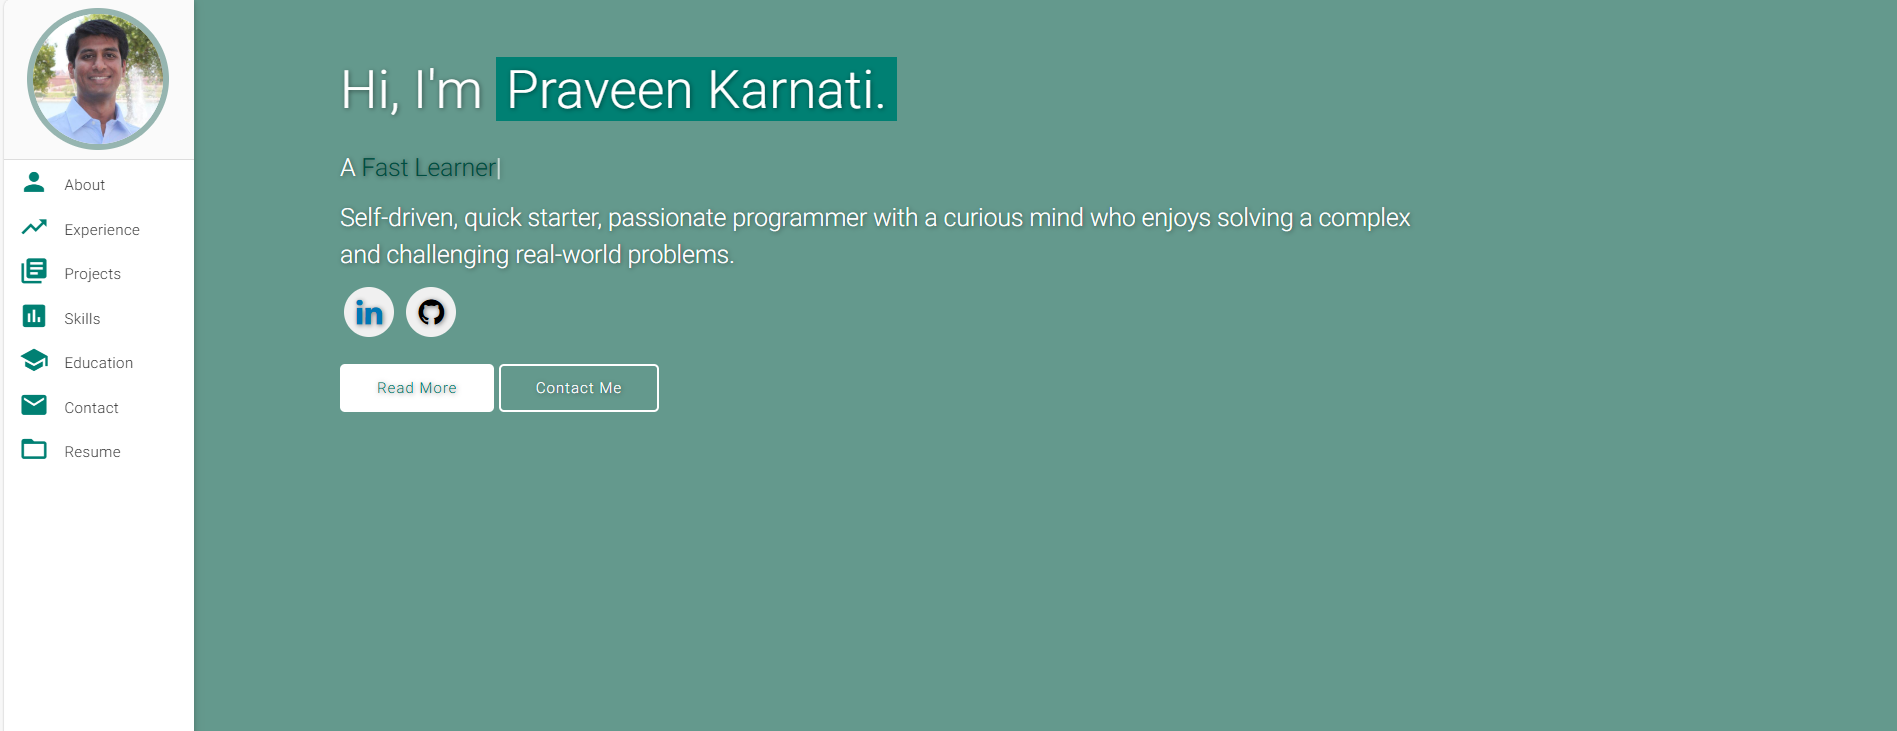 About
Experience
Projects
Skills
Education
Contact
Resume
Hi, I'm Praveen Karnati.
A Fast Learner|
Self-driven, quick starter, passionate programmer with a curious mind who enjoys solving a complex
and challenging real-world problems.
in
Read More
Contact Me